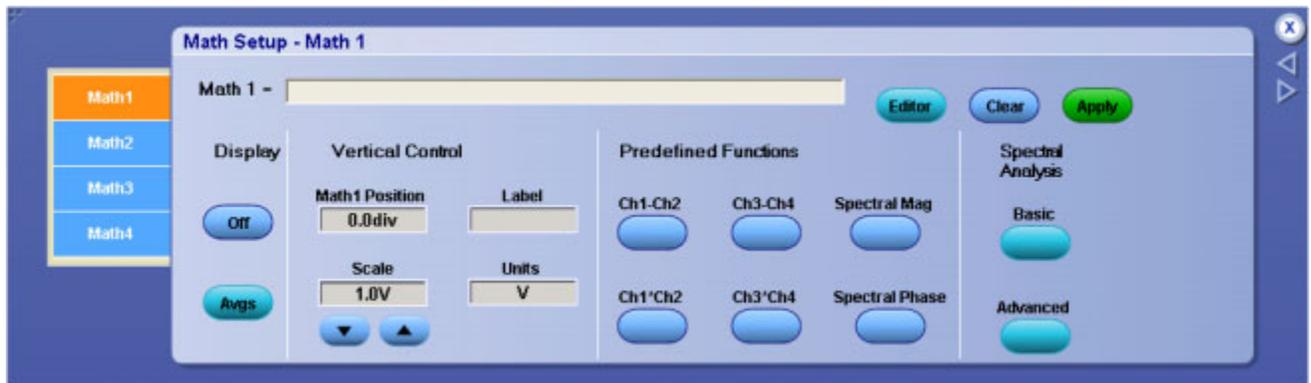 Math Setup - Math 1
Math1
Math2
Math3
Math4
Math 1 =
Editor
Clear
Apply
Display
Off
Avgs
Vertical Control
Math1 Position
0.0div
Label
Scale
1.0V
Units
V
Predefined Functions
Ch1-Ch2
Ch3-Ch4
Spectral Mag
Ch1*Ch2
Ch3*Ch4
Spectral Phase
Spectral
Analysis
Basic
Advanced
X